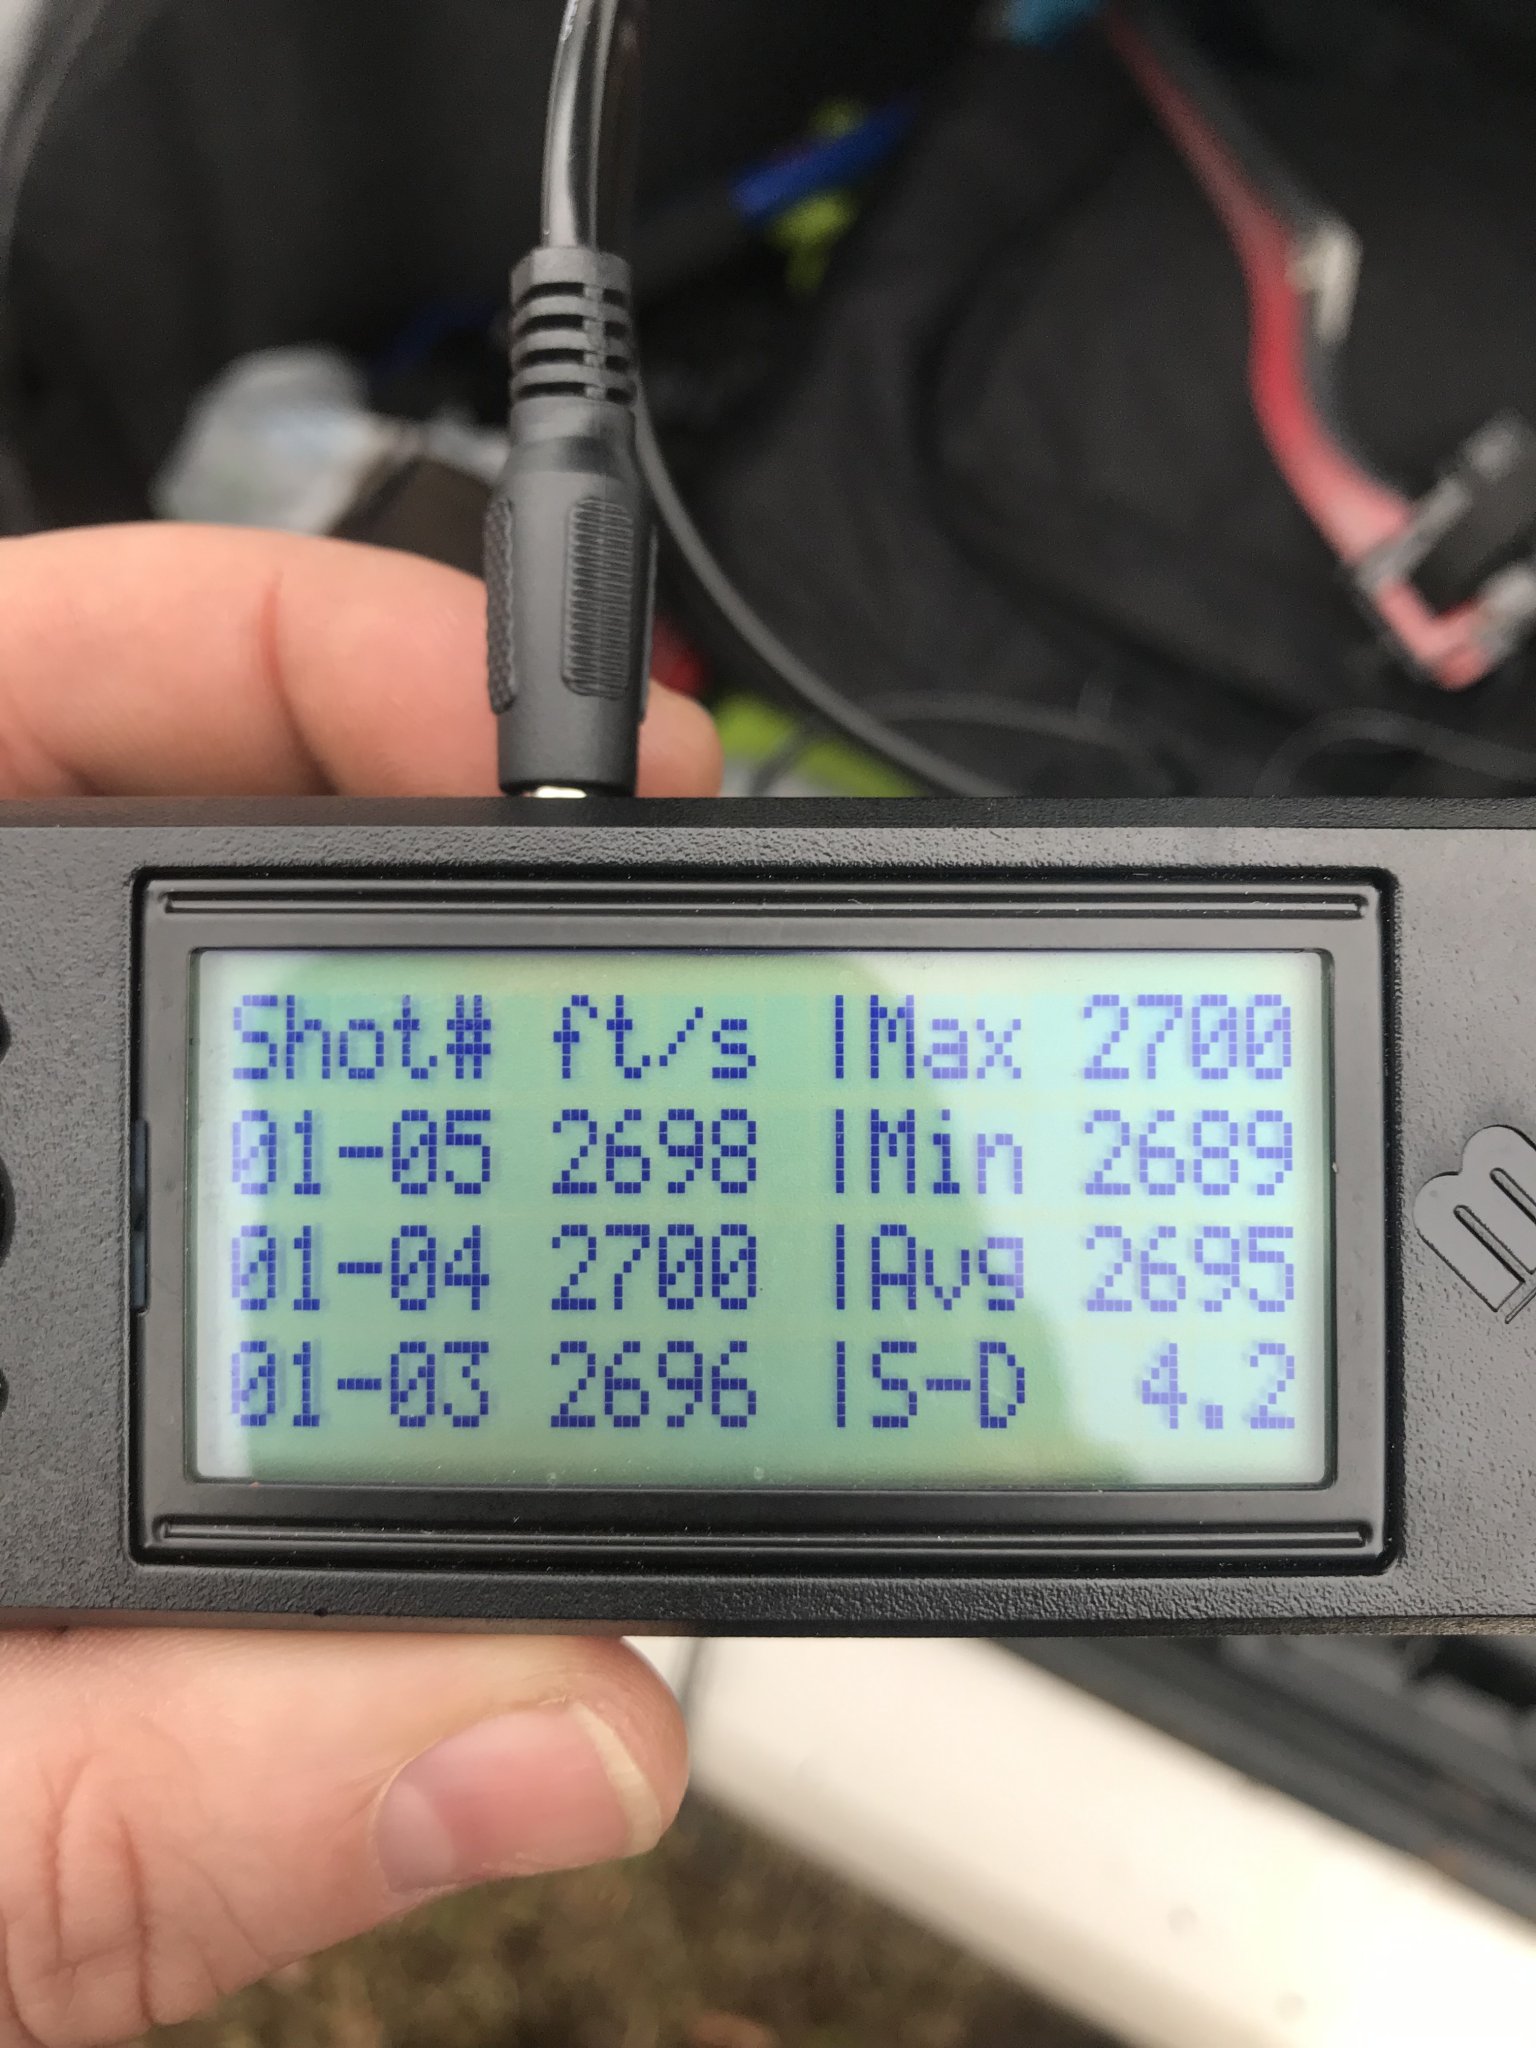 Shot# ft/s |Max 2700
01-05 2698 |Min 2689
01-04 2700 |Avg 2695
01-03 2696 |S-D 4.2